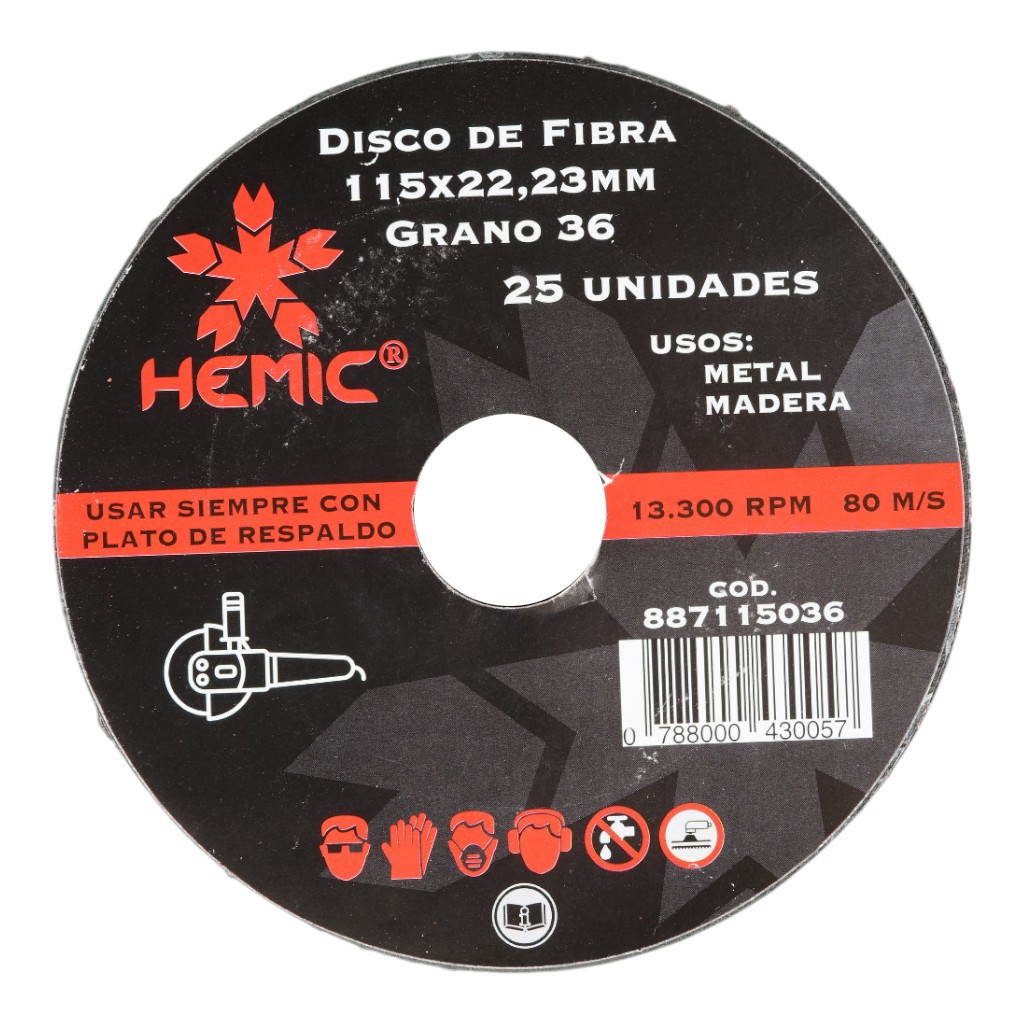 DISCO DE FIBRA
115X22,23MM
GRANO 36
25 UNIDADES
HEMIC®
USOS:
METAL
MADERA
USAR SIEMPRE CON
PLATO DE RESPALDO
13.300 RPM 80 M/S
COD.
887115036
0 788000 430057
i